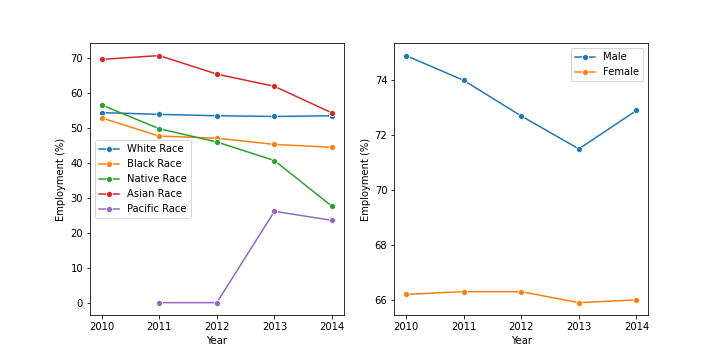 70
60
50
40
30
20
10
0
Employment (%)
White Race
Black Race
Native Race
Asian Race
Pacific Race
2010 2011 2012 2013 2014
Year
74
72
70
68
66
Employment (%)
Male
Female
2010 2011 2012 2013 2014
Year